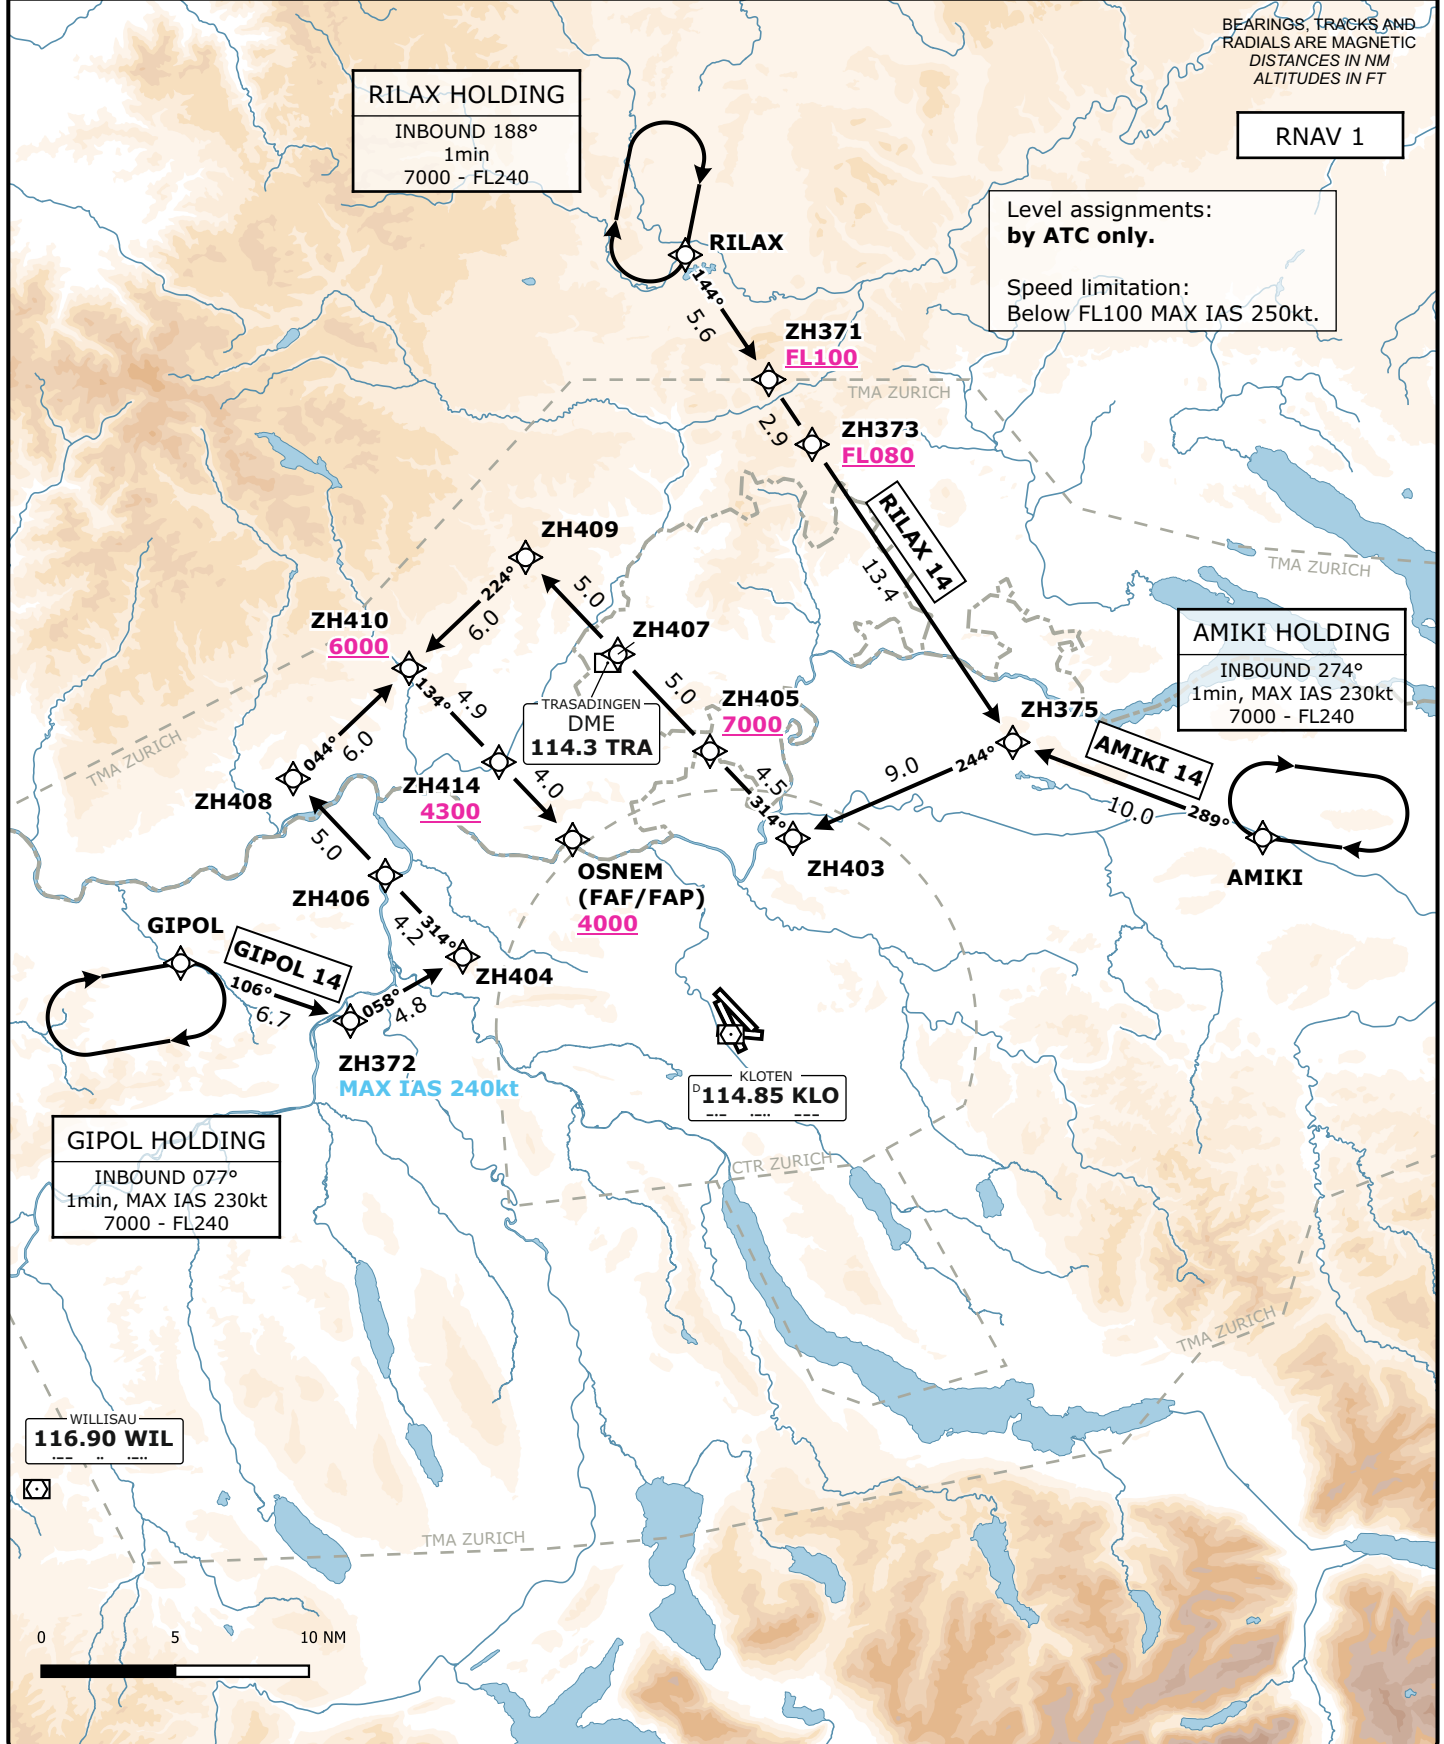 BEARINGS, TRACKS AND
RADIALS ARE MAGNETIC
DISTANCES IN NM
ALTITUDES IN FT
RNAV 1
RILAX HOLDING
INBOUND 188°
1min
7000 - FL240
Level assignments:
by ATC only.
Speed limitation:
Below FL100 MAX IAS 250kt.
RILAX
144°
5.6
ZH371
FL100
TMA ZURICH
2.9
ZH373
FL080
RILAX 14
13.4
TMA ZURICH
ZH409
224°
6.0
5.0
ZH410
6000
ZH407
AMIKI HOLDING
INBOUND 274°
1min, MAX IAS 230kt
7000 - FL240
134°
4.9
5.0
ZH405
7000
TRASADINGEN
DME
114.3 TRA
ZH375
AMIKI 14
10.0
289°
AMIKI
244°
9.0
TMA ZURICH
044°
6.0
ZH408
ZH414
4300
4.0
4.5
314°
ZH403
5.0
ZH406
OSNEM
(FAF/FAP)
4000
GIPOL
GIPOL 14
106°
6.7
4.2
314°
ZH404
058°
4.8
ZH372
MAX IAS 240kt
KLOTEN
D 114.85 KLO
GIPOL HOLDING
INBOUND 077°
1min, MAX IAS 230kt
7000 - FL240
CTR ZURICH
TMA ZURICH
WILLISAU
116.90 WIL
TMA ZURICH
0 5 10 NM